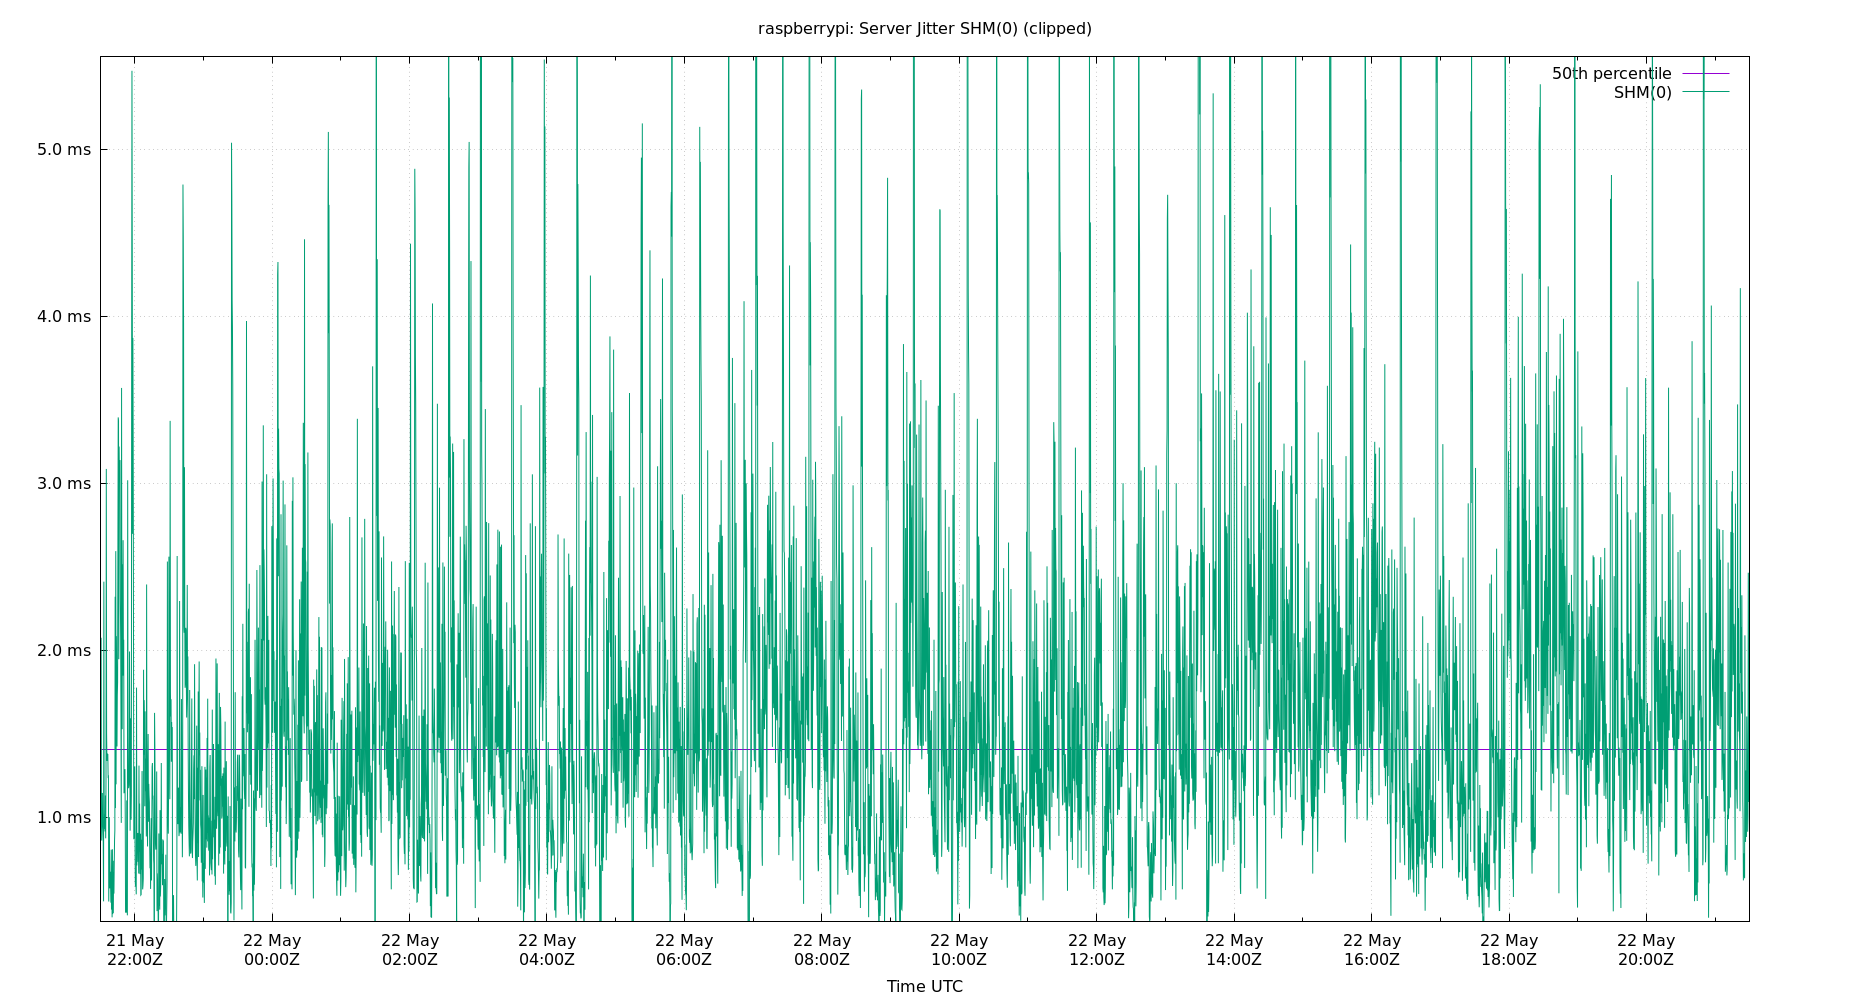 raspberrypi: Server Jitter SHM(0) (clipped)
50th percentile
SHM(0)
5.0 ms
4.0 ms
3.0 ms
2.0 ms
1.0 ms
21 May 22 May 22 May 22 May 22 May 22 May 22 May 22 May 22 May 22 May 22 May 22 May
22:00Z 00:00Z 02:00Z 04:00Z 06:00Z 08:00Z 10:00Z 12:00Z 14:00Z 16:00Z 18:00Z 20:00Z
Time UTC